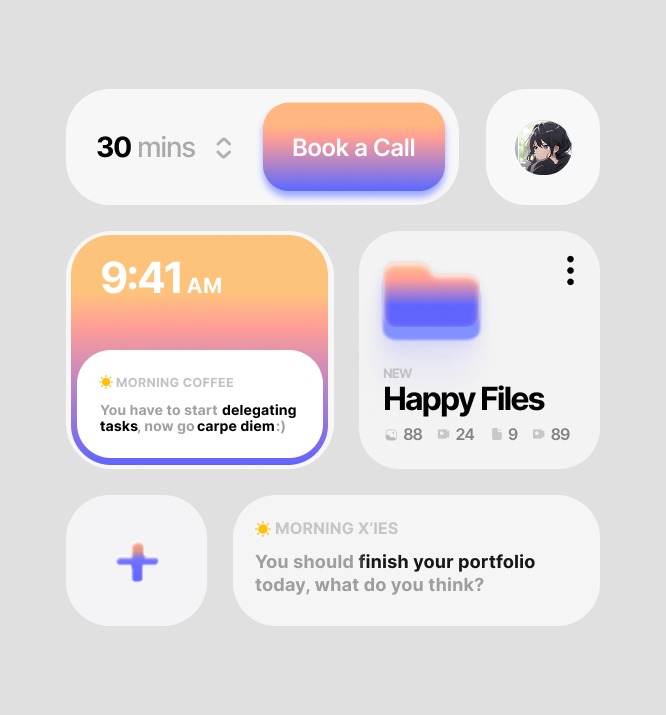 30 mins
Book a Call
9:41 AM
☀️ MORNING COFFEE
You have to start delegating
tasks, now go carpe diem :)
NEW
Happy Files
88 24 9 89
☀️ MORNING X'IES
You should finish your portfolio
today, what do you think?